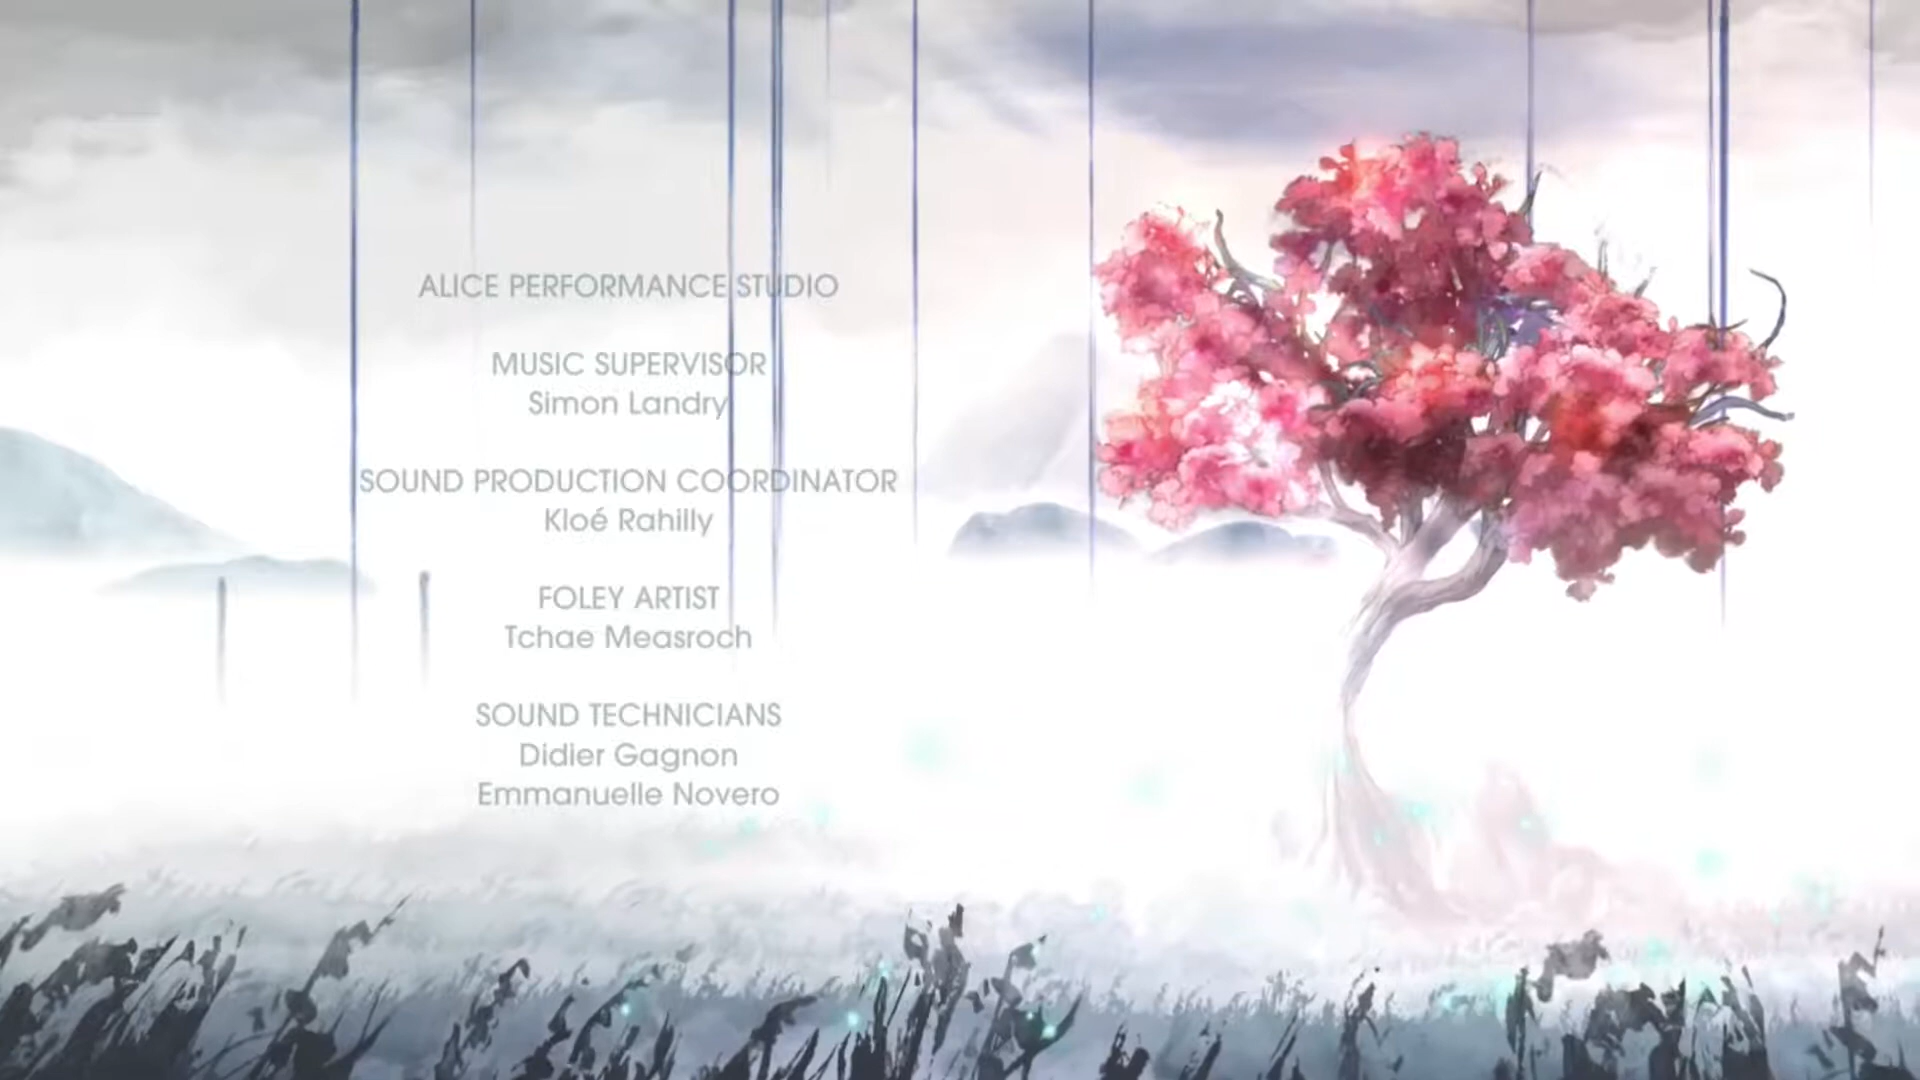 ALICE PERFORMANCE STUDIO
MUSIC SUPERVISOR
Simon Landry
SOUND PRODUCTION COORDINATOR
Kloé Rahilly
FOLEY ARTIST
Tchae Measroch
SOUND TECHNICIANS
Didier Gagnon
Emmanuelle Novero